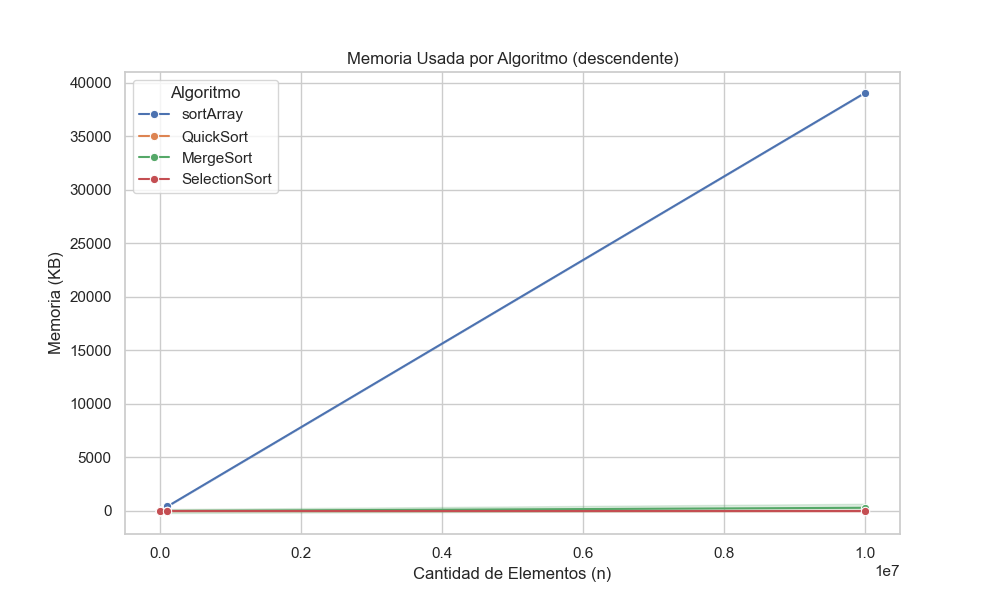 Memoria Usada por Algoritmo (descendente)
Algoritmo
sortArray
QuickSort
MergeSort
SelectionSort
Memoria (KB)
40000
35000
30000
25000
20000
15000
10000
5000
0
0.0 0.2 0.4 0.6 0.8 1.0
1e7
Cantidad de Elementos (n)